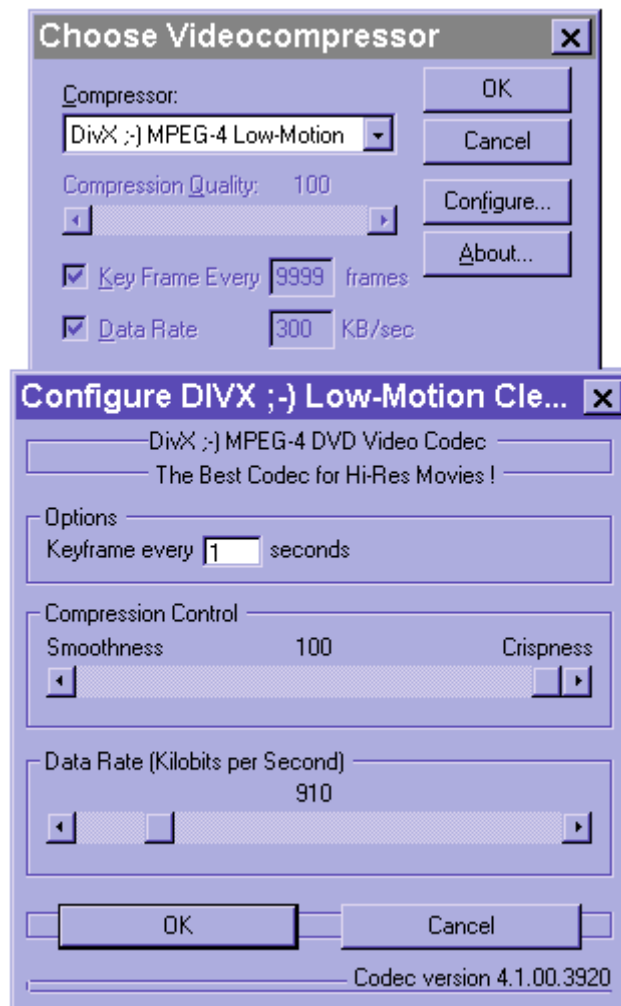 Choose Videocompressor
Compressor:
OK
DivX ;-) MPEG-4 Low-Motion
Cancel
Compression Quality: 100
Configure...
Key Frame Every 9999 frames
About...
Data Rate 300 KB/sec
Configure DIVX ;-) Low-Motion Cle...
DivX ;-) MPEG-4 DVD Video Codec
The Best Codec for Hi-Res Movies !
Options
Keyframe every 1 seconds
Compression Control
Smoothness 100 Crispness
Data Rate (Kilobits per Second)
910
OK Cancel
Codec version 4.1.00.3920